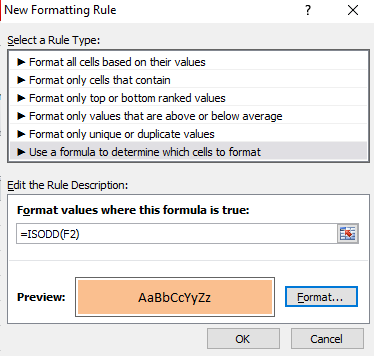 New Formatting Rule
Select a Rule Type:
► Format all cells based on their values
► Format only cells that contain
► Format only top or bottom ranked values
► Format only values that are above or below average
► Format only unique or duplicate values
► Use a formula to determine which cells to format
Edit the Rule Description:
Format values where this formula is true:
=ISODD(F2)
Preview: AaBbCcYyZz Format...
OK Cancel